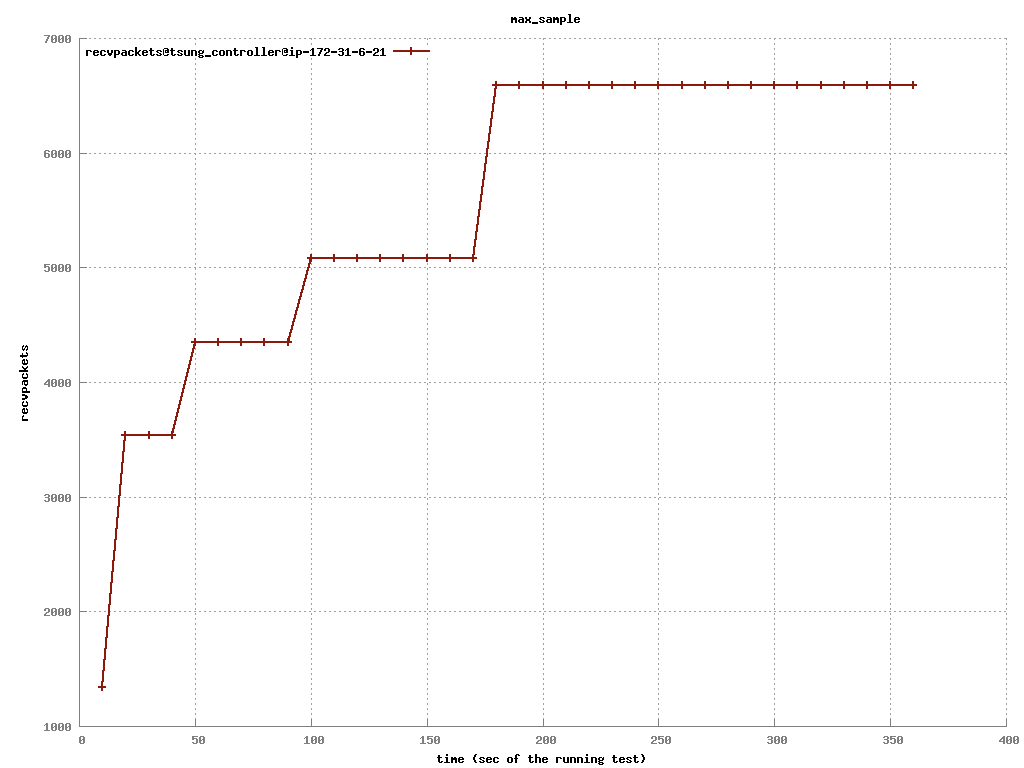 max_sample
7000
recvpackets@tsung_controller@ip-172-31-6-21
6000
5000
recvpackets
4000
3000
2000
1000
0 50 100 150 200 250 300 350 400
time (sec of the running test)